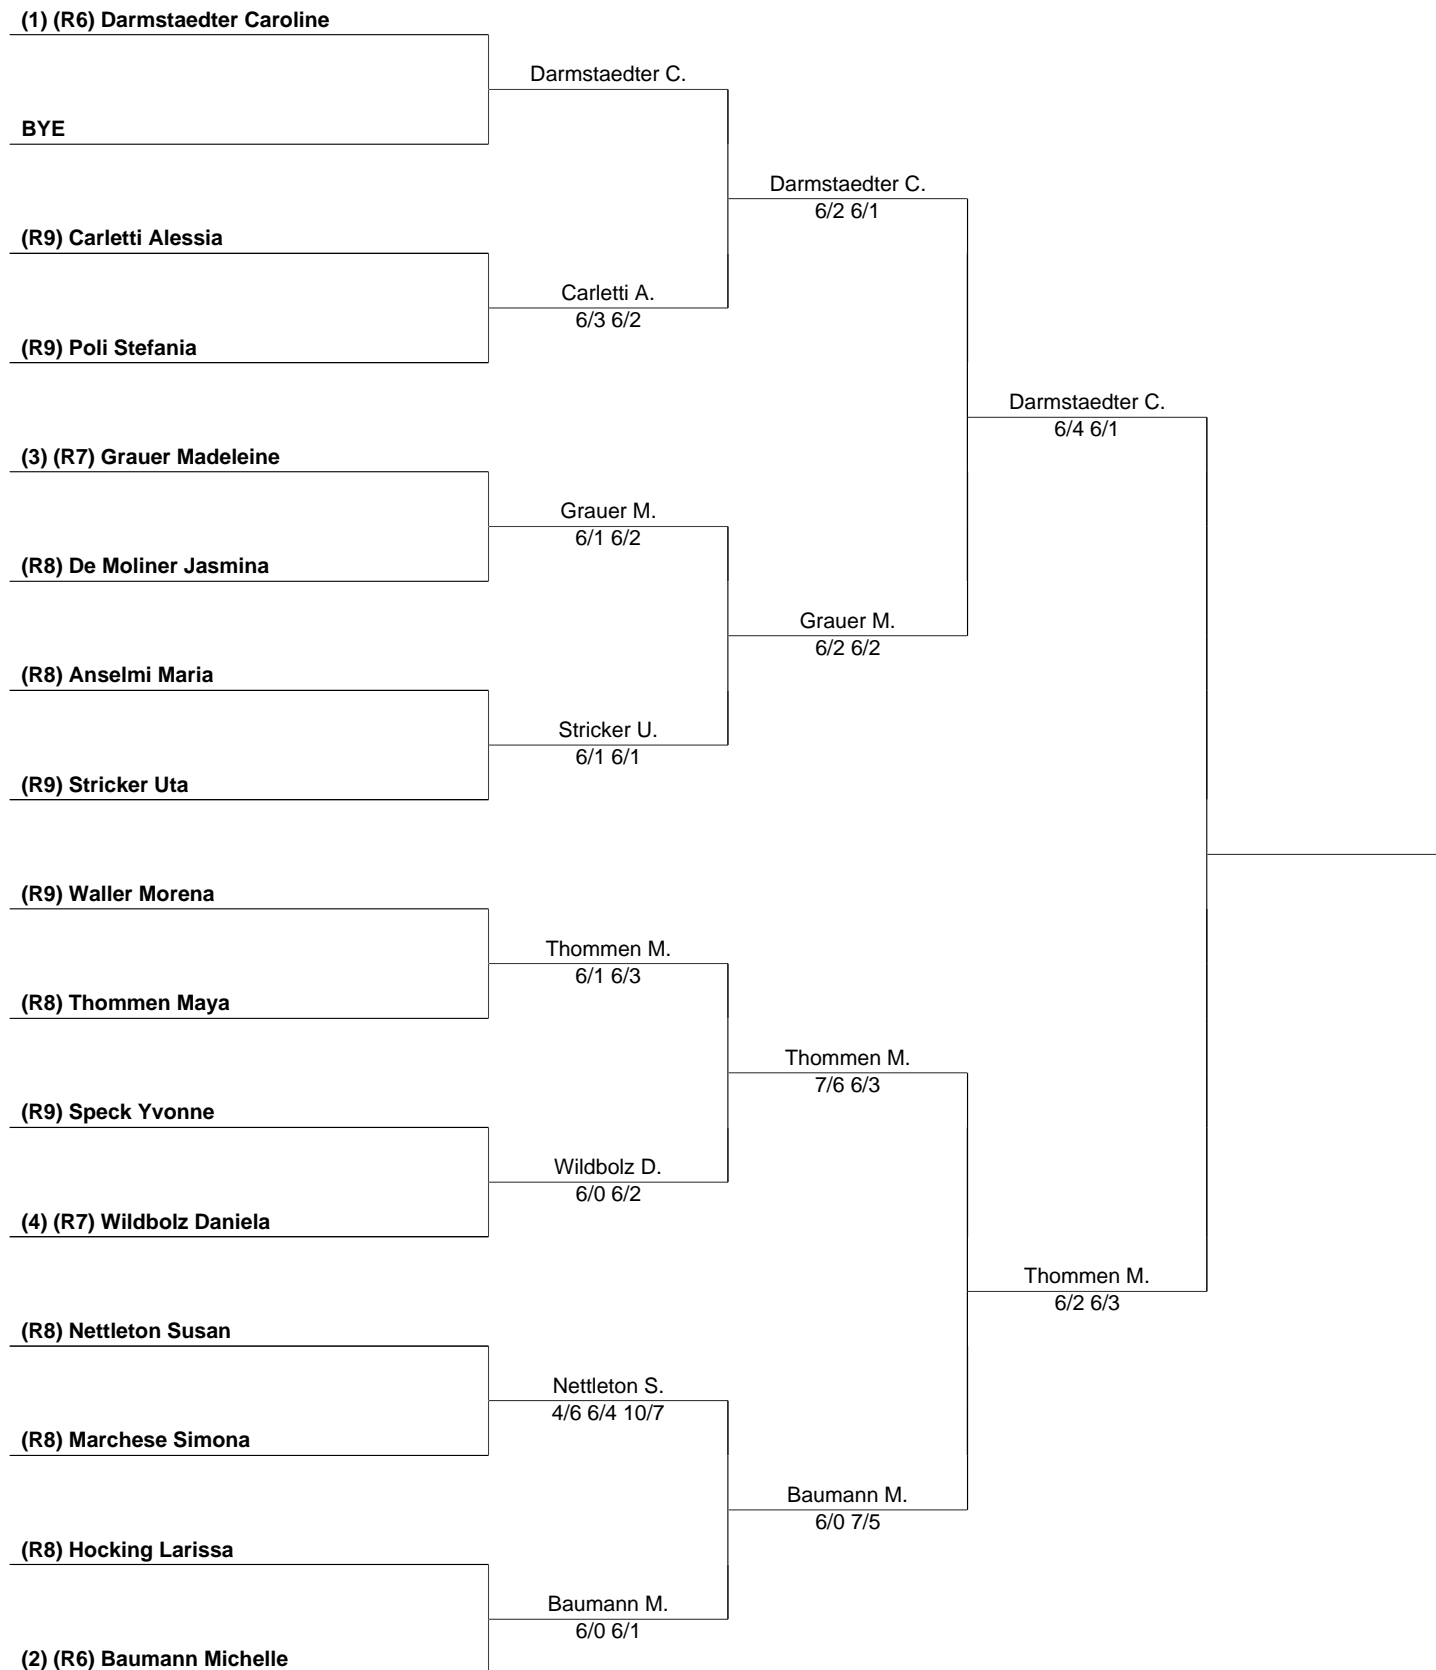 (1) (R6) Darmstaedter Caroline
Darmstaedter C.
BYE
Darmstaedter C.
6/2 6/1
(R9) Carletti Alessia
Carletti A.
6/3 6/2
(R9) Poli Stefania
Darmstaedter C.
6/4 6/1
(3) (R7) Grauer Madeleine
Grauer M.
6/1 6/2
(R8) De Moliner Jasmina
Grauer M.
6/2 6/2
(R8) Anselmi Maria
Stricker U.
6/1 6/1
(R9) Stricker Uta
(R9) Waller Morena
Thommen M.
6/1 6/3
(R8) Thommen Maya
Thommen M.
7/6 6/3
(R9) Speck Yvonne
Wildbolz D.
6/0 6/2
(4) (R7) Wildbolz Daniela
Thommen M.
6/2 6/3
(R8) Nettleton Susan
Nettleton S.
4/6 6/4 10/7
(R8) Marchese Simona
Baumann M.
6/0 7/5
(R8) Hocking Larissa
Baumann M.
6/0 6/1
(2) (R6) Baumann Michelle